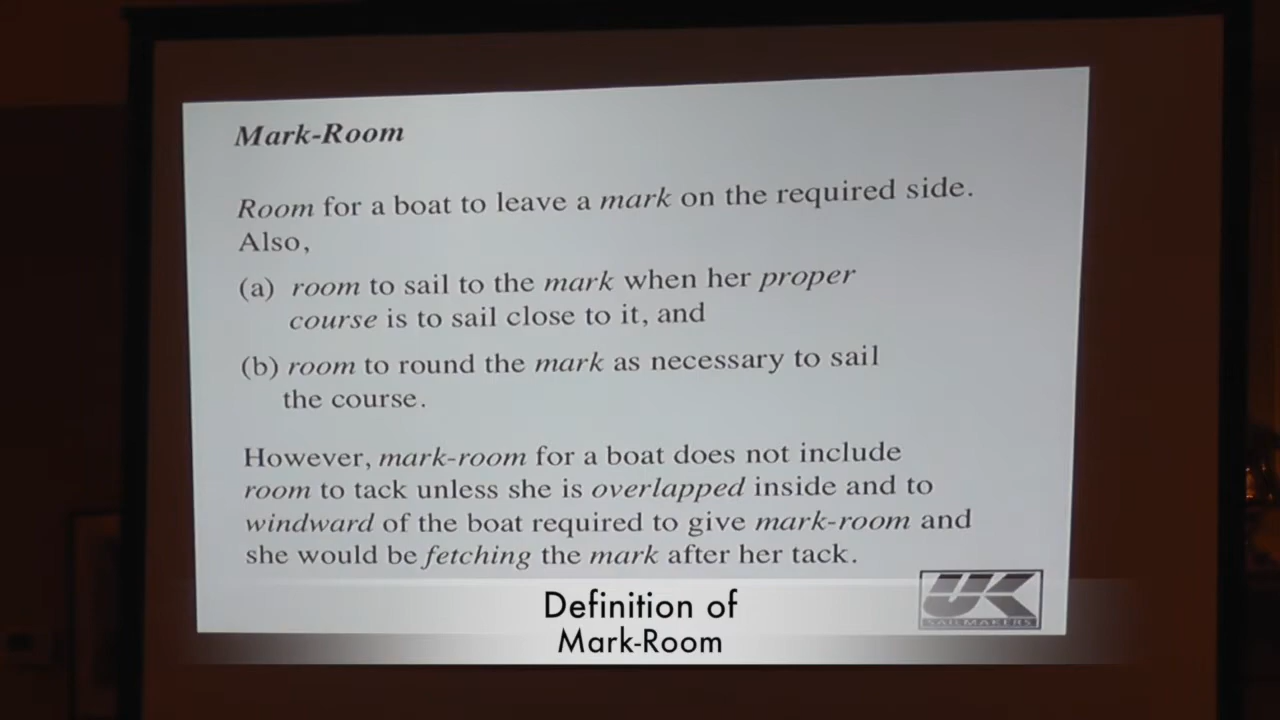 Mark-Room
Room for a boat to leave a mark on the required side.
Also,
(a) room to sail to the mark when her proper
course is to sail close to it, and
(b) room to round the mark as necessary to sail
the course.
However, mark-room for a boat does not include
room to tack unless she is overlapped inside and to
windward of the boat required to give mark-room and
she would be fetching the mark after her tack.
Definition of
Mark-Room
UK
SAILMAKERS